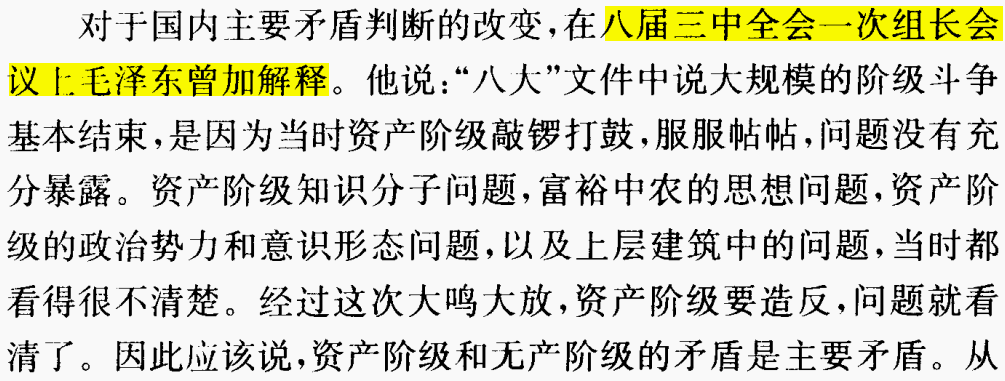 对于国内主要矛盾判断的改变,在八届三中全会一次组长会
议上毛泽东曾加解释。他说:“八大”文件中说大规模的阶级斗争
基本结束,是因为当时资产阶级敲锣打鼓,服服帖帖,问题没有充
分暴露。资产阶级知识分子问题,富裕中农的思想问题,资产阶
级的政治势力和意识形态问题,以及上层建筑中的问题,当时都
看得很不清楚。经过这次大鸣大放,资产阶级要造反,问题就看
清了。因此应该说,资产阶级和无产阶级的矛盾是主要矛盾。从